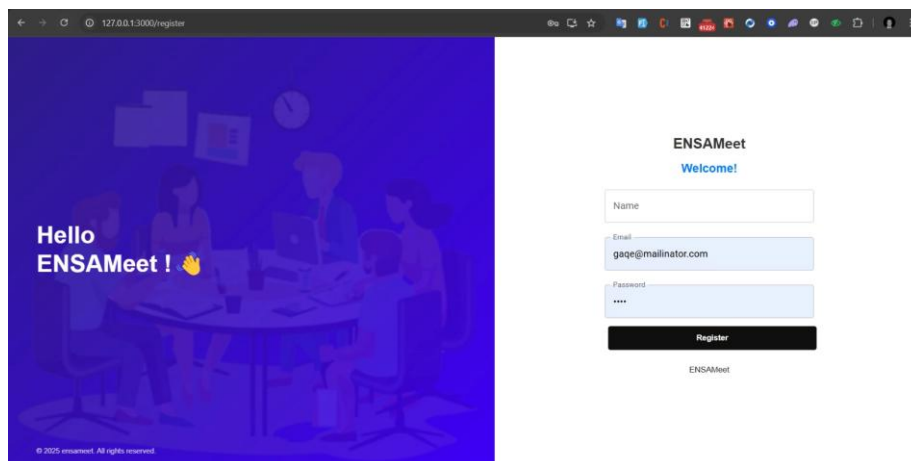 127.0.0.1:3000/register
Hello
ENSAMeet ! 👋
© 2025 ensameet. All rights reserved.
ENSAMeet
Welcome!
Name
Email
gaqe@mailinator.com
Password
••••
Register
ENSAMeet